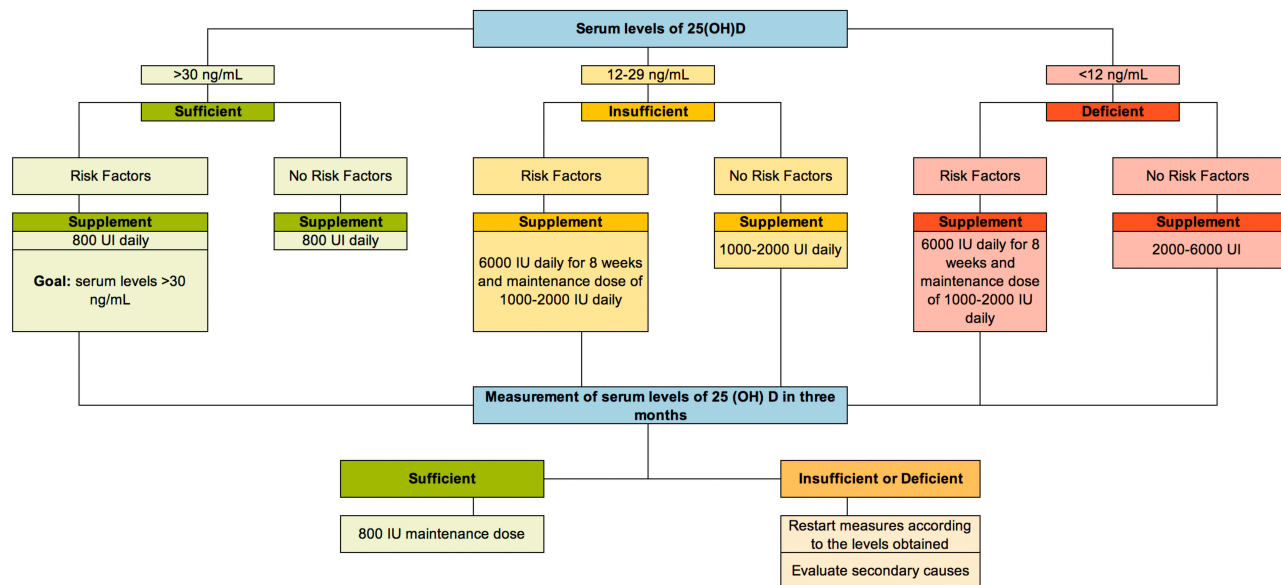 Serum levels of 25(OH)D
>30 ng/mL
12-29 ng/mL
<12 ng/mL
Sufficient
Insufficient
Deficient
Risk Factors
No Risk Factors
Risk Factors
No Risk Factors
Risk Factors
No Risk Factors
Supplement
800 UI daily
Goal: serum levels >30
ng/mL
Supplement
800 UI daily
Supplement
6000 IU daily for 8 weeks
and maintenance dose of
1000-2000 IU daily
Supplement
1000-2000 UI daily
Supplement
6000 IU daily for 8
weeks and
maintenance dose
of 1000-2000 IU
daily
Supplement
2000-6000 UI
Measurement of serum levels of 25 (OH) D in three
months
Sufficient
800 IU maintenance dose
Insufficient or Deficient
Restart measures according
to the levels obtained
Evaluate secondary causes